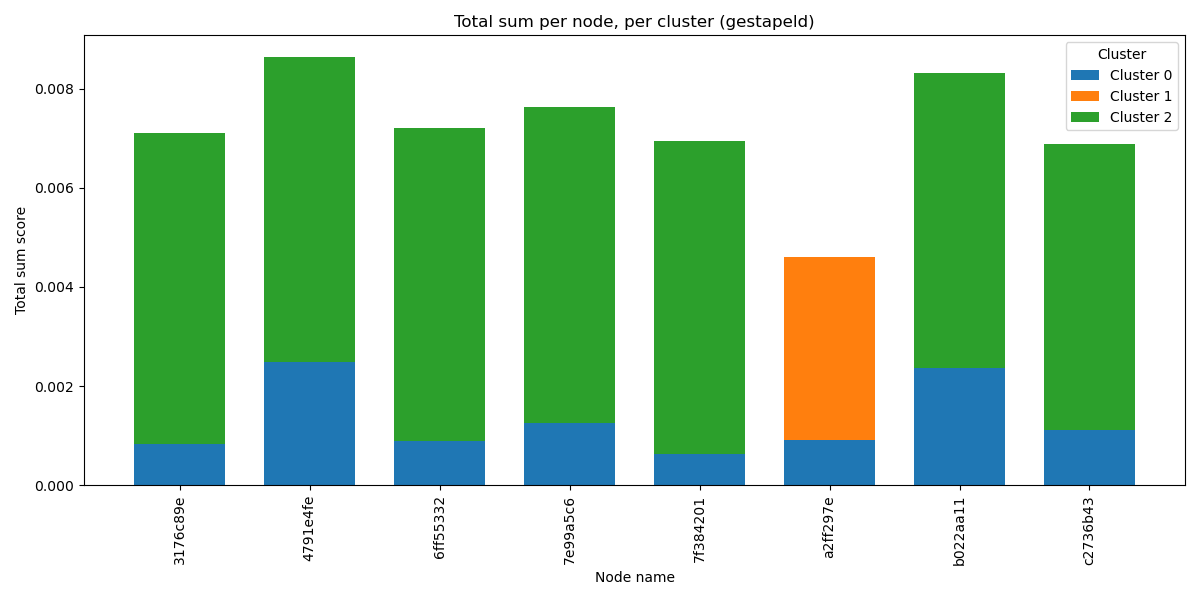 Total sum per node, per cluster (gestapeld)
Cluster
Cluster 0
Cluster 1
Cluster 2
Total sum score
0.008
0.006
0.004
0.002
0.000
3176c89e
4791e4fe
6ff55332
7e99a5c6
7f384201
a2ff297e
b022aa11
c2736b43
Node name